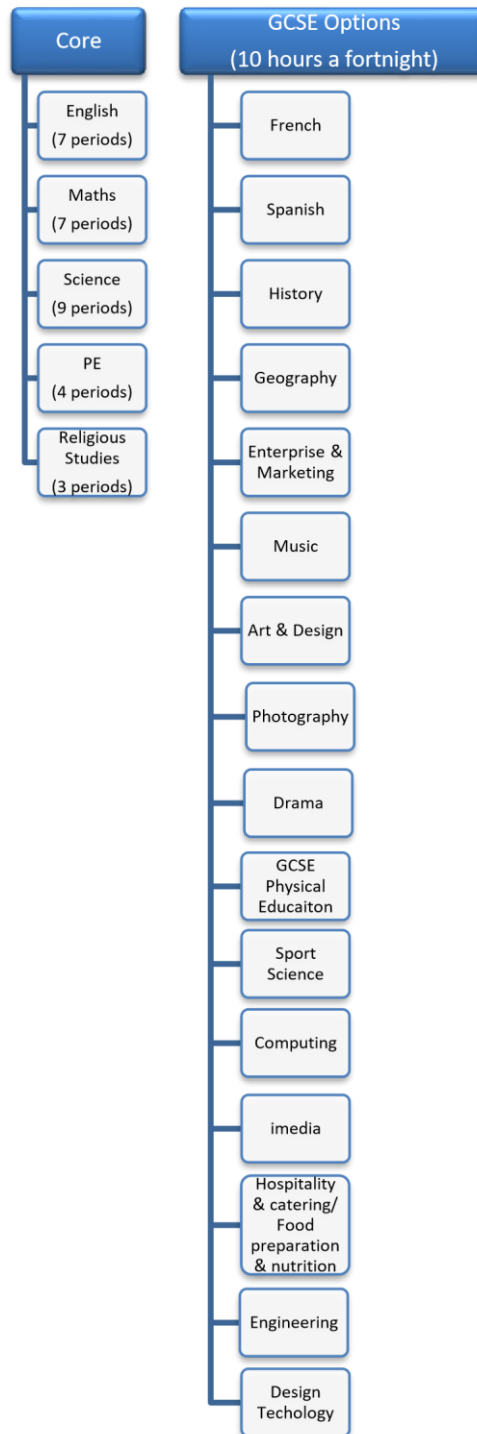 Core
English
(7 periods)
Maths
(7 periods)
Science
(9 periods)
PE
(4 periods)
Religious
Studies
(3 periods)
GCSE Options
(10 hours a fortnight)
French
Spanish
History
Geography
Enterprise &
Marketing
Music
Art & Design
Photography
Drama
GCSE
Physical
Educaiton
Sport
Science
Computing
imedia
Hospitality
& catering/
Food
preparation
& nutrition
Engineering
Design
Techology